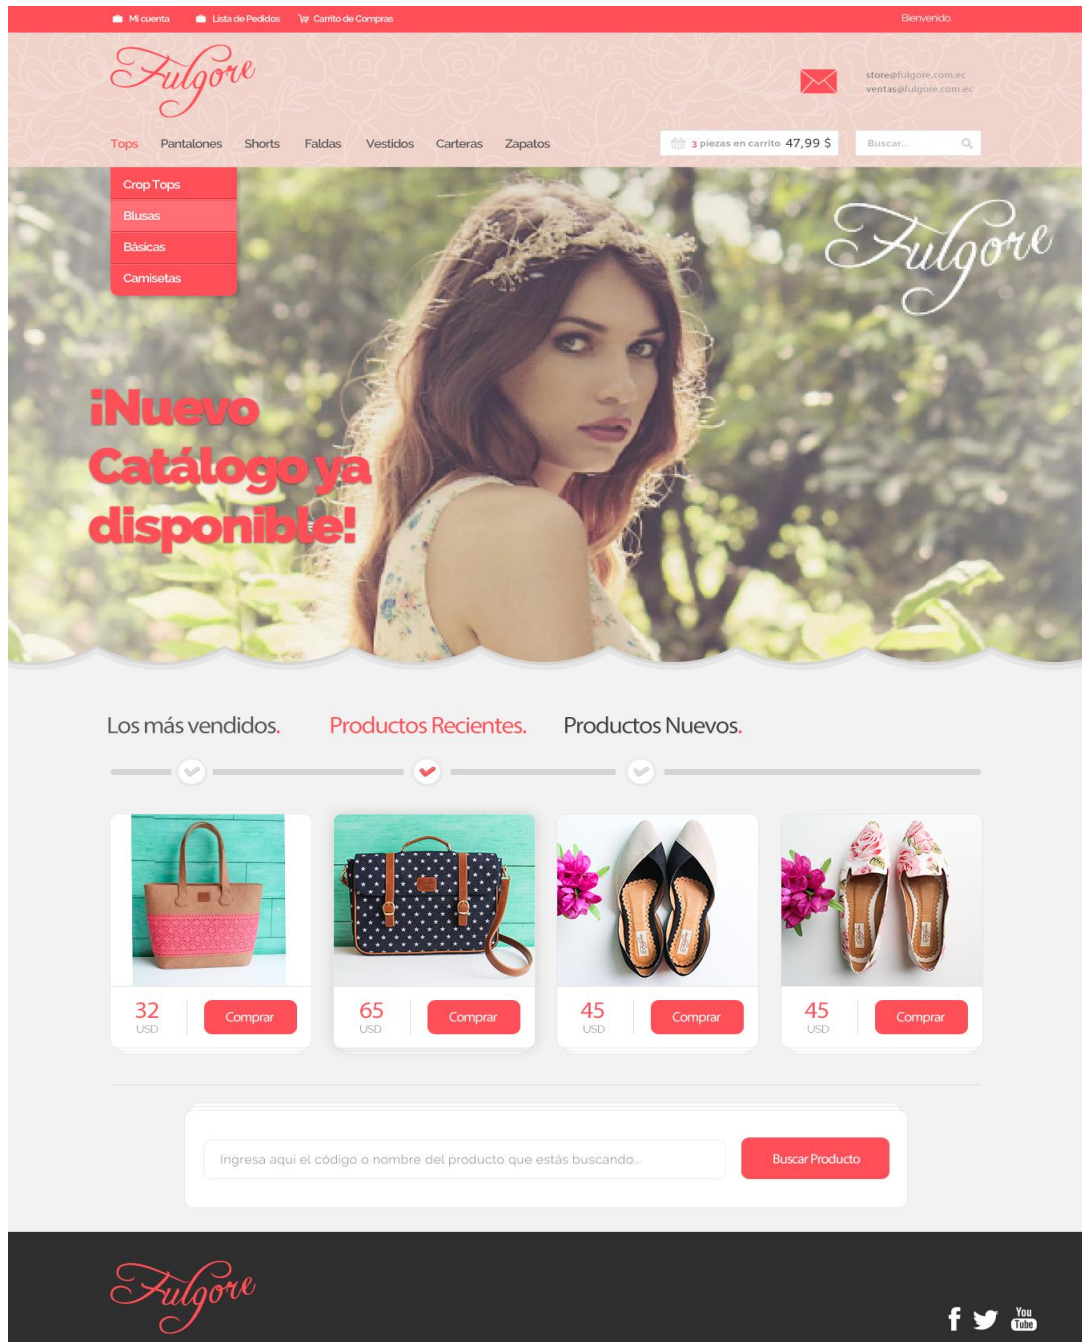 Mi cuenta Lista de Pedidos Carrito de Compras Bienvenido.
Fulgore
store@fulgore.com.ec
ventas@fulgore.com.ec
Tops Pantalones Shorts Faldas Vestidos Carteras Zapatos
3 piezas en carrito 47,99 $
Buscar...
Crop Tops
Blusas
Básicas
Camisetas
Fulgore
¡Nuevo
Catálogo ya
disponible!
Los más vendidos. Productos Recientes. Productos Nuevos.
32 USD Comprar
65 USD Comprar
45 USD Comprar
45 USD Comprar
Ingresa aquí el código o nombre del producto que estás buscando...
Buscar Producto
Fulgore
f
You
Tube